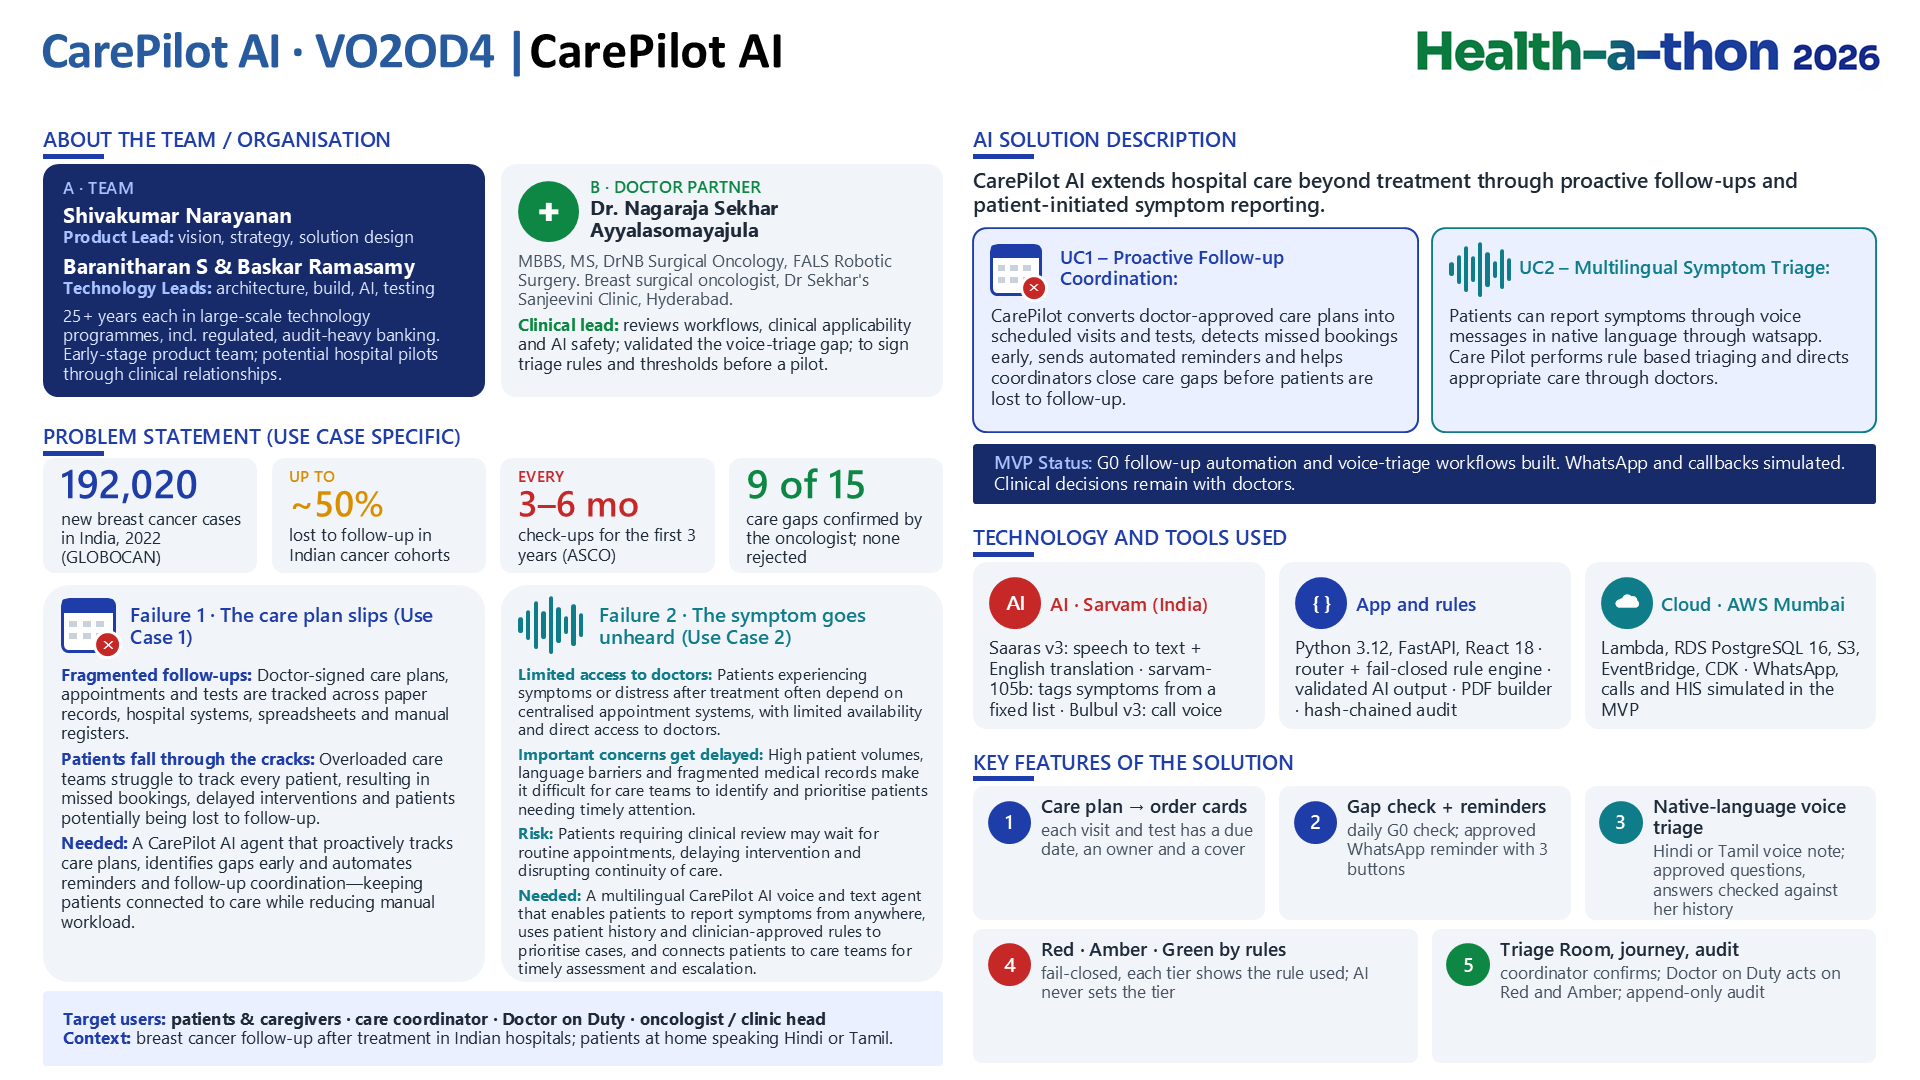 CarePilot AI · VO2OD4 | CarePilot AI
Health-a-thon 2026
ABOUT THE TEAM / ORGANISATION
A · TEAM
Shivakumar Narayanan
Product Lead: vision, strategy, solution design
Baranitharan S & Baskar Ramasamy
Technology Leads: architecture, build, AI, testing
25+ years each in large-scale technology
programmes, incl. regulated, audit-heavy banking.
Early-stage product team; potential hospital pilots
through clinical relationships.
B · DOCTOR PARTNER
Dr. Nagaraja Sekhar
Ayyalasomayajula
MBBS, MS, DrNB Surgical Oncology, FALS Robotic
Surgery. Breast surgical oncologist, Dr Sekhar's
Sanjeevini Clinic, Hyderabad.
Clinical lead: reviews workflows, clinical applicability
and AI safety; validated the voice-triage gap; to sign
triage rules and thresholds before a pilot.
PROBLEM STATEMENT (USE CASE SPECIFIC)
192,020
new breast cancer cases
in India, 2022
(GLOBOCAN)
UP TO
~50%
lost to follow-up in
Indian cancer cohorts
EVERY
3–6 mo
check-ups for the first 3
years (ASCO)
9 of 15
care gaps confirmed by
the oncologist; none
rejected
Failure 1 · The care plan slips (Use
Case 1)
Fragmented follow-ups: Doctor-signed care plans,
appointments and tests are tracked across paper
records, hospital systems, spreadsheets and manual
registers.
Patients fall through the cracks: Overloaded care
teams struggle to track every patient, resulting in
missed bookings, delayed interventions and patients
potentially being lost to follow-up.
Needed: A CarePilot AI agent that proactively tracks
care plans, identifies gaps early and automates
reminders and follow-up coordination—keeping
patients connected to care while reducing manual
workload.
Failure 2 · The symptom goes
unheard (Use Case 2)
Limited access to doctors: Patients experiencing
symptoms or distress after treatment often depend on
centralised appointment systems, with limited availability
and direct access to doctors.
Important concerns get delayed: High patient volumes,
language barriers and fragmented medical records make
it difficult for care teams to identify and prioritise patients
needing timely attention.
Risk: Patients requiring clinical review may wait for
routine appointments, delaying intervention and
disrupting continuity of care.
Needed: A multilingual CarePilot AI voice and text agent
that enables patients to report symptoms from anywhere,
uses patient history and clinician-approved rules to
prioritise cases, and connects patients to care teams for
timely assessment and escalation.
Target users: patients & caregivers · care coordinator · Doctor on Duty · oncologist / clinic head
Context: breast cancer follow-up after treatment in Indian hospitals; patients at home speaking Hindi or Tamil.
AI SOLUTION DESCRIPTION
CarePilot AI extends hospital care beyond treatment through proactive follow-ups and
patient-initiated symptom reporting.
UC1 – Proactive Follow-up
Coordination:
CarePilot converts doctor-approved care plans into
scheduled visits and tests, detects missed bookings
early, sends automated reminders and helps
coordinators close care gaps before patients are
lost to follow-up.
UC2 – Multilingual Symptom Triage:
Patients can report symptoms through voice
messages in native language through watsapp.
Care Pilot performs rule based triaging and directs
appropriate care through doctors.
MVP Status: G0 follow-up automation and voice-triage workflows built. WhatsApp and callbacks simulated.
Clinical decisions remain with doctors.
TECHNOLOGY AND TOOLS USED
AI
AI · Sarvam (India)
Saaras v3: speech to text +
English translation · sarvam-
105b: tags symptoms from a
fixed list · Bulbul v3: call voice
{ }
App and rules
Python 3.12, FastAPI, React 18 ·
router + fail-closed rule engine ·
validated AI output · PDF builder
· hash-chained audit
Cloud · AWS Mumbai
Lambda, RDS PostgreSQL 16, S3,
EventBridge, CDK · WhatsApp,
calls and HIS simulated in the
MVP
KEY FEATURES OF THE SOLUTION
1
Care plan → order cards
each visit and test has a due
date, an owner and a cover
2
Gap check + reminders
daily G0 check; approved
WhatsApp reminder with 3
buttons
3
Native-language voice
triage
Hindi or Tamil voice note;
approved questions,
answers checked against
her history
4
Red · Amber · Green by rules
fail-closed, each tier shows the rule used; AI
never sets the tier
5
Triage Room, journey, audit
coordinator confirms; Doctor on Duty acts on
Red and Amber; append-only audit